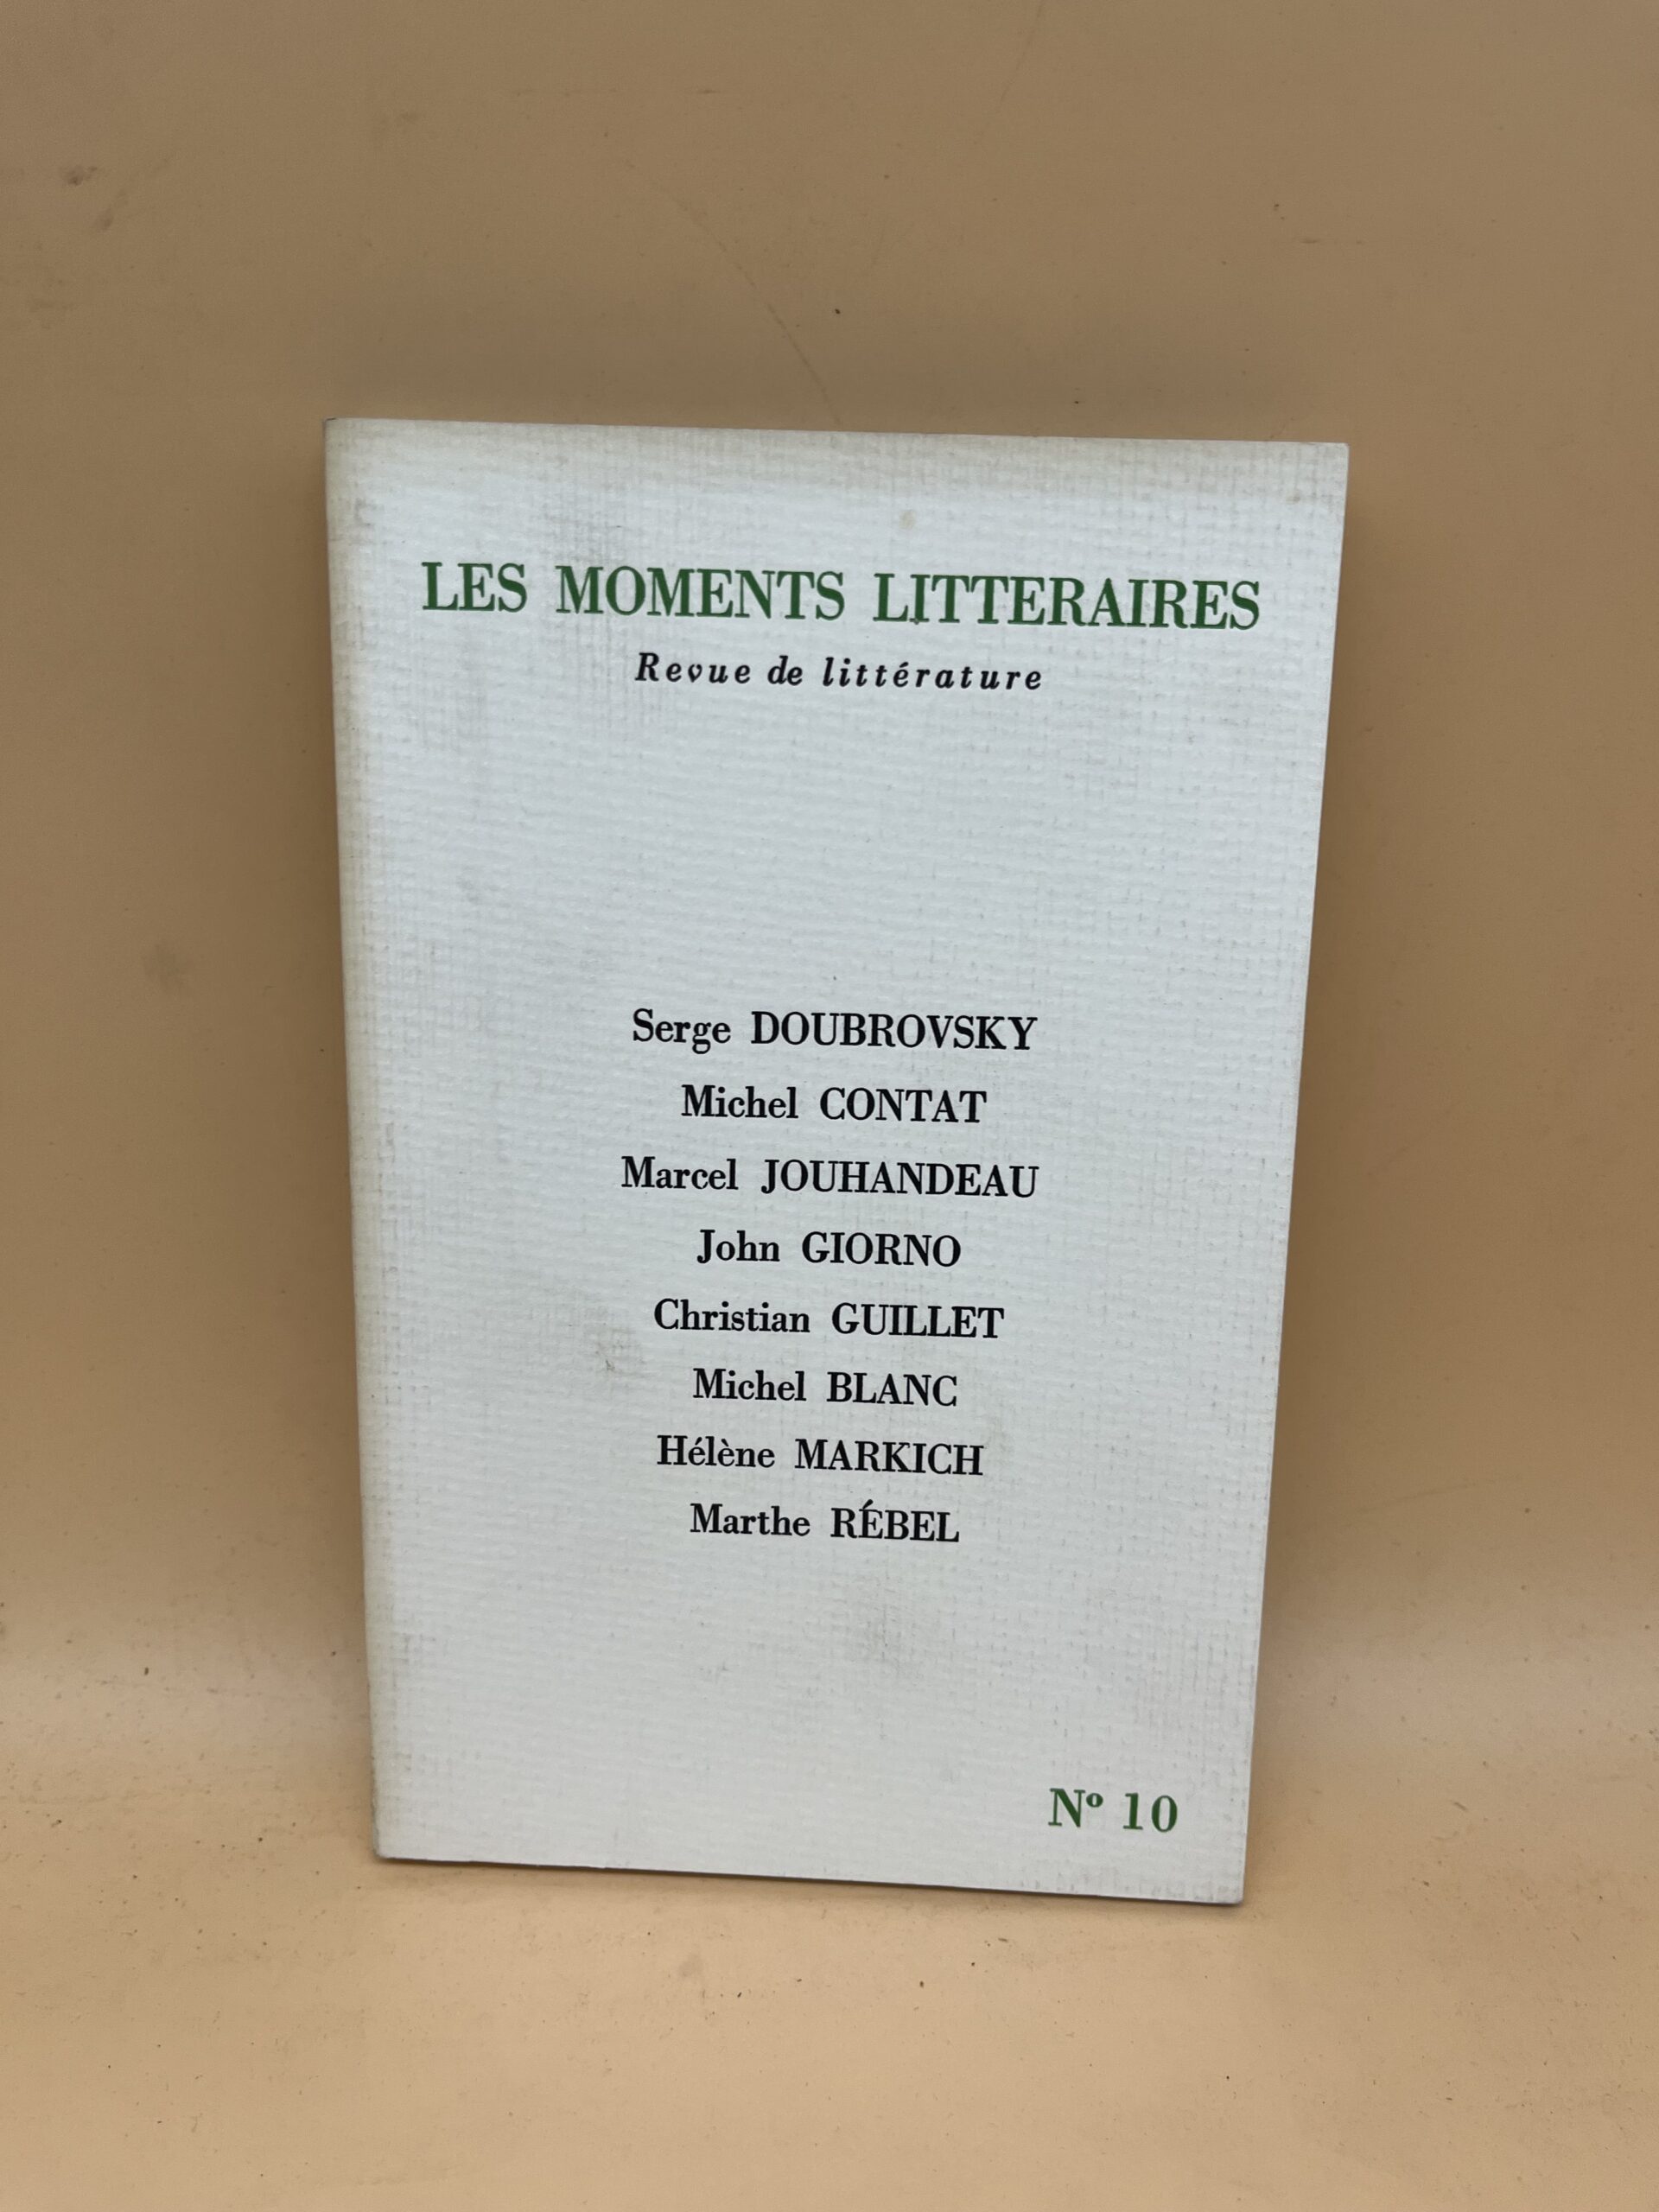 LES MOMENTS LITTERAIRES
Revue de littérature
Serge DOUBROVSKY
Michel CONTAT
Marcel JOUHANDEAU
John GIORNO
Christian GUILLET
Michel BLANC
Hélène MARKICH
Marthe RÉBEL
Nº 10